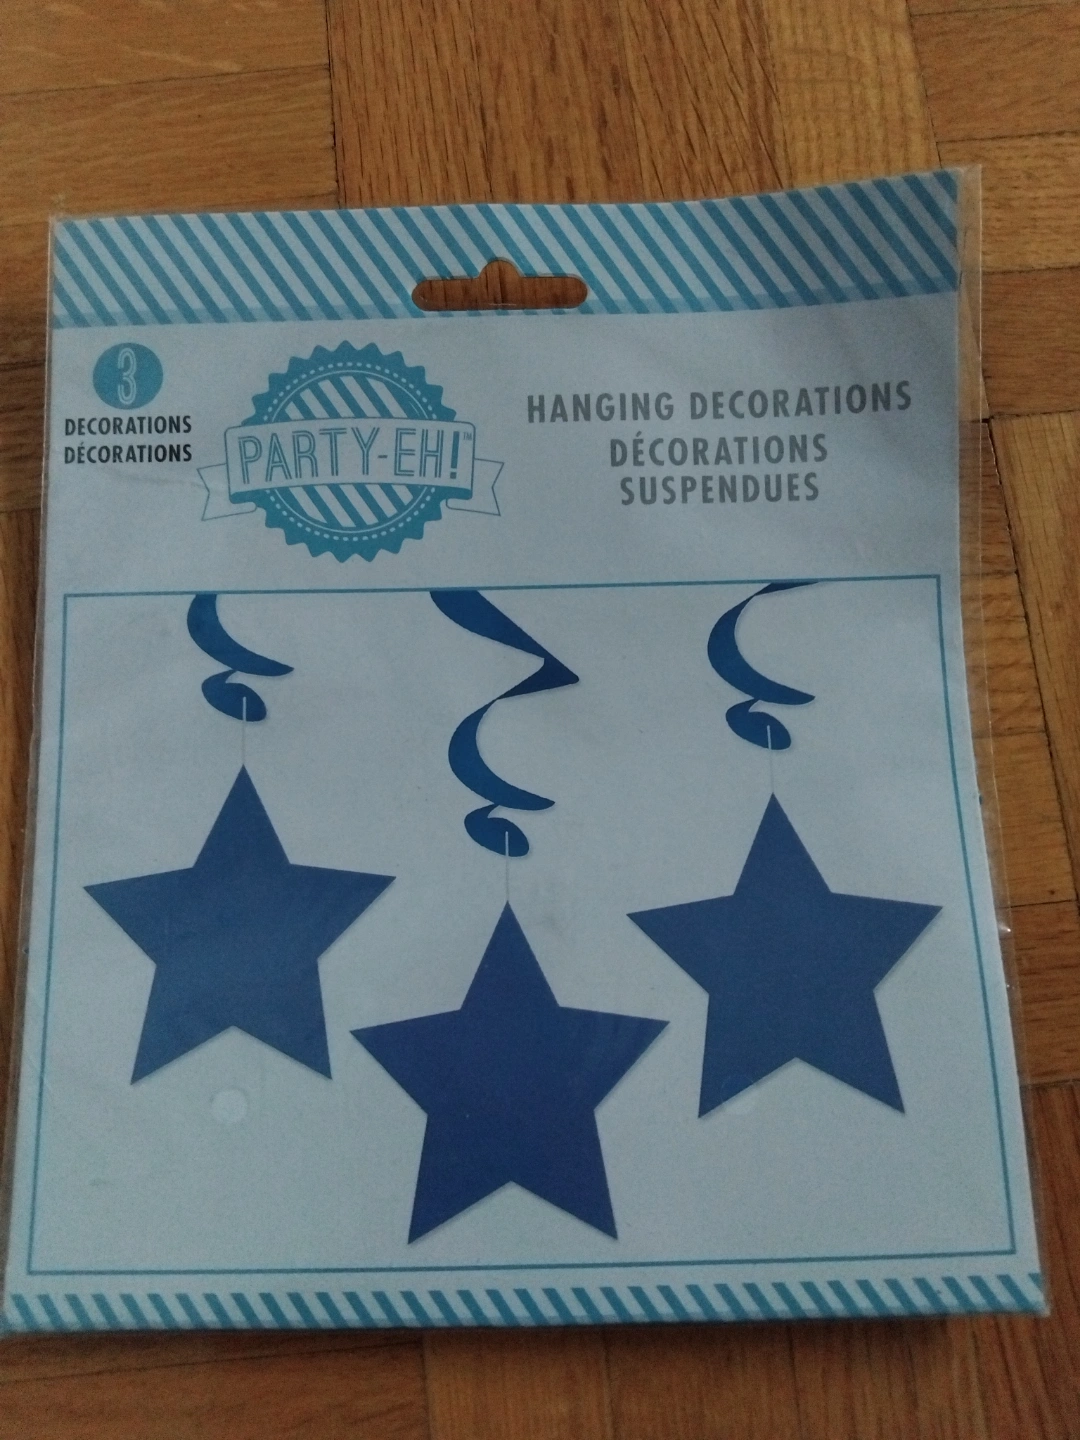 3
DECORATIONS
DÉCORATIONS
PARTY-EH!™
HANGING DECORATIONS
DÉCORATIONS
SUSPENDUES